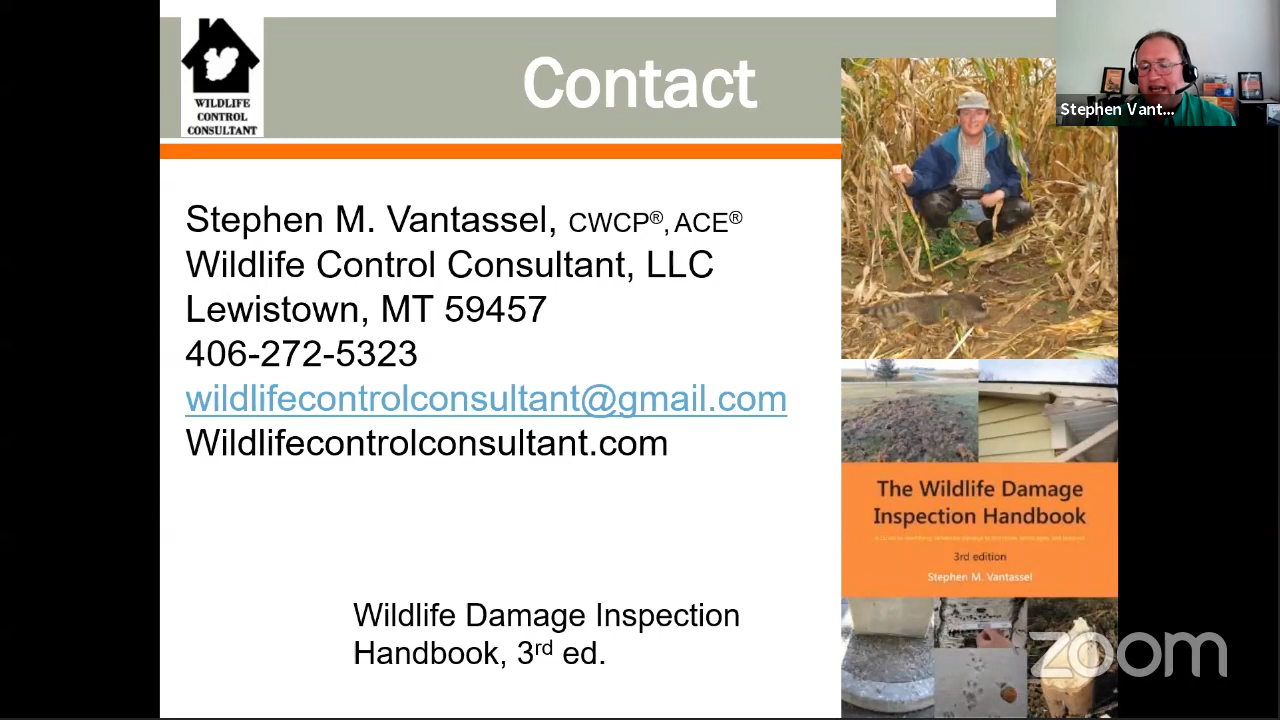 Contact
WILDLIFE
CONTROL
CONSULTANT
Stephen Vant...
Stephen M. Vantassel, CWCP®, ACE®
Wildlife Control Consultant, LLC
Lewistown, MT 59457
406-272-5323
wildlifecontrolconsultant@gmail.com
Wildlifecontrolconsultant.com
The Wildlife Damage
Inspection Handbook
3rd edition
Stephen M. Vantassel
Wildlife Damage Inspection
Handbook, 3rd ed.
zoom